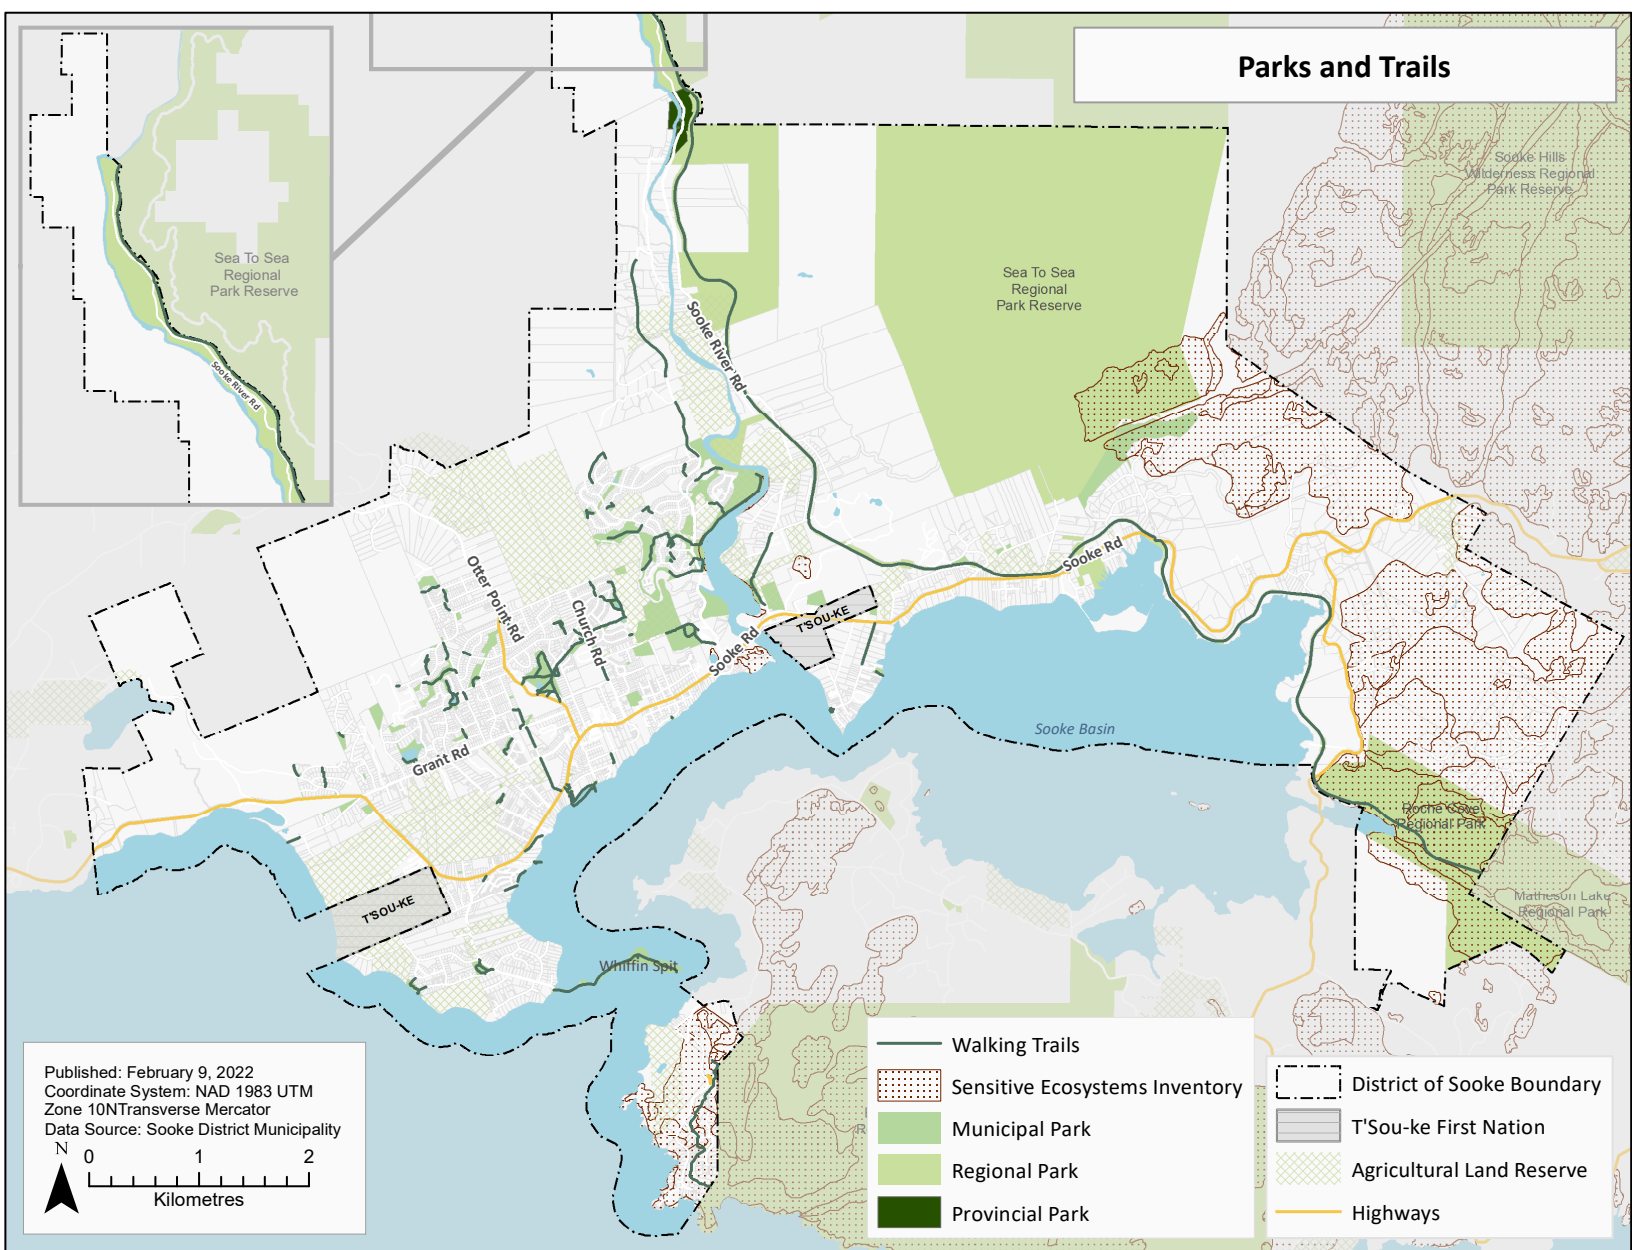 Parks and Trails
Sooke Hills
Wilderness Regional
Park Reserve
Sea To Sea
Regional
Park Reserve
Sooke River Rd
Sea To Sea
Regional
Park Reserve
Sooke River Rd
Sooke Rd
Otter Point Rd
Church Rd
T'SOU-KE
Sooke Rd
Sooke Basin
Grant Rd
Roche Cove
Regional Park
Matheson Lake
Regional Park
T'SOU-KE
Whiffin Spit
Published: February 9, 2022
Coordinate System: NAD 1983 UTM
Zone 10NTransverse Mercator
Data Source: Sooke District Municipality
N
0 1 2
Kilometres
Walking Trails
Sensitive Ecosystems Inventory
Municipal Park
Regional Park
Provincial Park
District of Sooke Boundary
T'Sou-ke First Nation
Agricultural Land Reserve
Highways